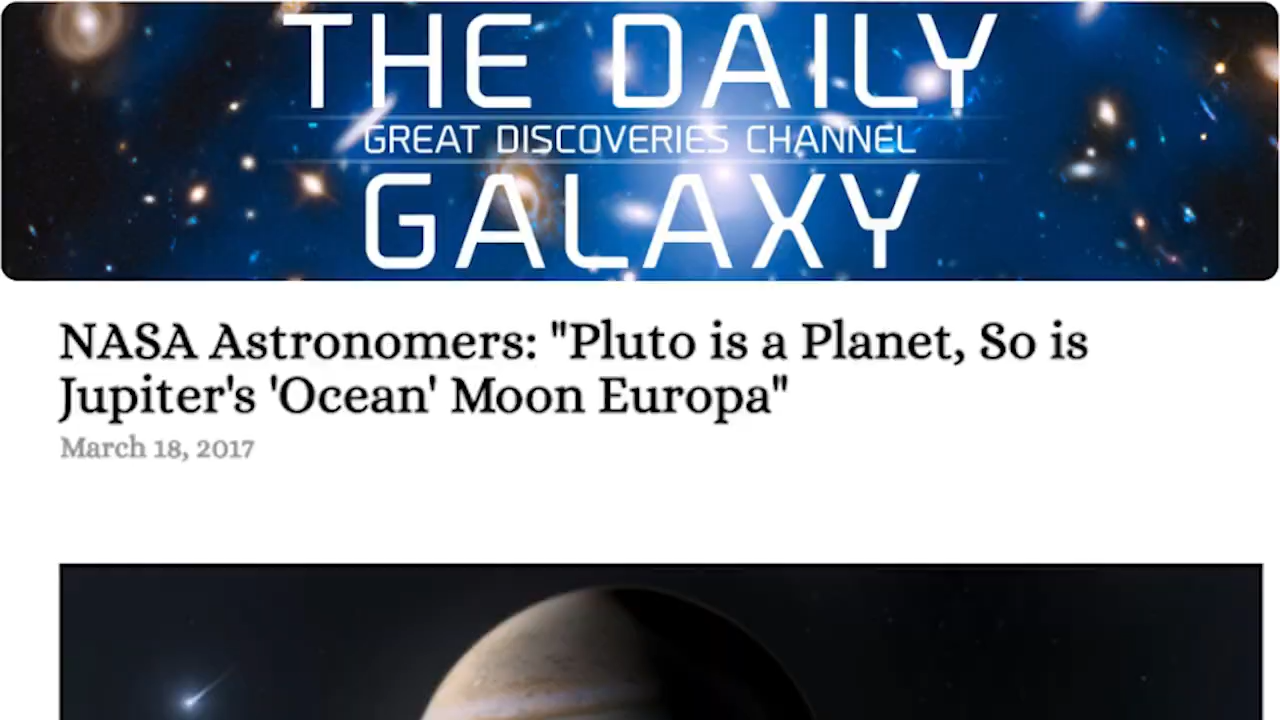 THE DAILY
GREAT DISCOVERIES CHANNEL
GALAXY
NASA Astronomers: "Pluto is a Planet, So is
Jupiter's 'Ocean' Moon Europa"
March 18, 2017